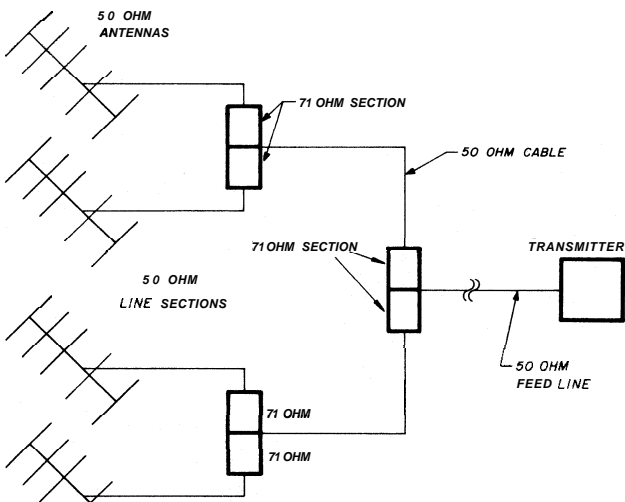 50 OHM
ANTENNAS
71 OHM SECTION
50 OHM CABLE
71 OHM SECTION
TRANSMITTER
50 OHM
LINE SECTIONS
50 OHM
FEED LINE
71 OHM
71 OHM